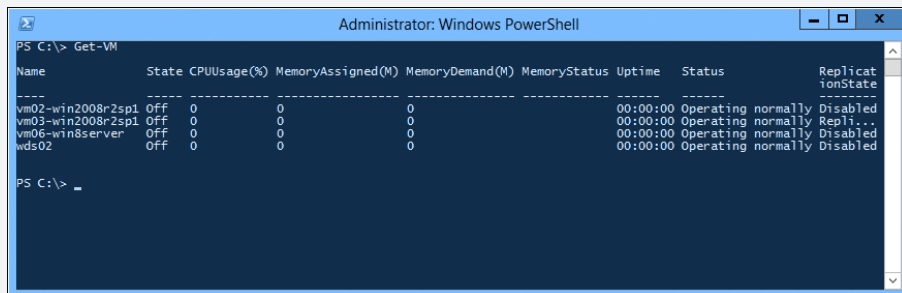 Administrator: Windows PowerShell
PS C:\> Get-VM
Name State CPUUsage(%) MemoryAssigned(M) MemoryDemand(M) MemoryStatus Uptime Status Replicat
ionState
---- ----- ----------- ----------------- --------------- ------------ ------ ------ --------
vm02-win2008r2sp1 Off 0 0 0 00:00:00 Operating normally Disabled
vm03-win2008r2sp1 Off 0 0 0 00:00:00 Operating normally Repli...
vm06-win8server Off 0 0 0 00:00:00 Operating normally Disabled
wds02 Off 0 0 0 00:00:00 Operating normally Disabled
PS C:\> _